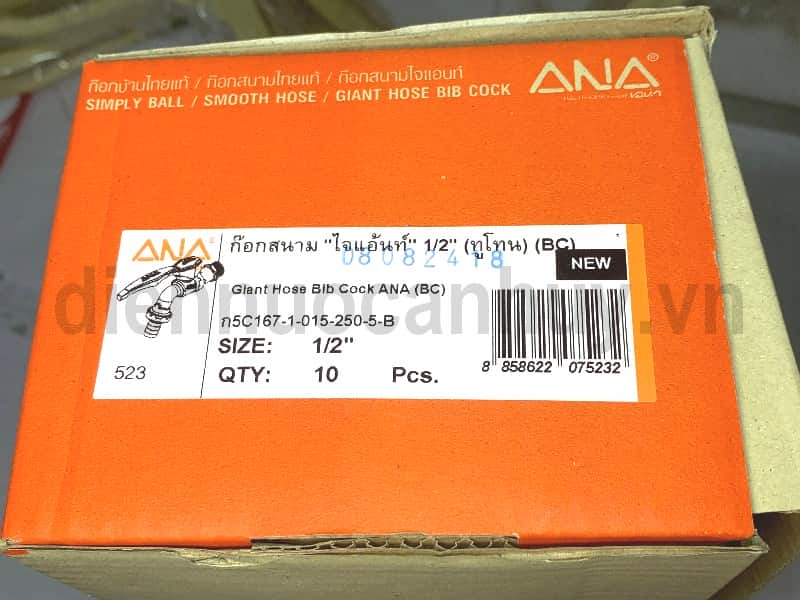 ก๊อกบ้านไทยแท้ / ก๊อกสนามไทยแท้ / ก๊อกสนามไจแอนท์
SIMPLY BALL / SMOOTH HOSE / GIANT HOSE BIB COCK
ANA®
เอน่า
ANA®
ก๊อกสนาม "ไจแอ้นท์" 1/2" (ทูโทน) (BC)
08082418
NEW
Giant Hose Bib Cock ANA (BC)
diennuocanhuy.vn
ก5C167-1-015-250-5-B
SIZE: 1/2"
QTY: 10 Pcs.
523
8 858622 075232